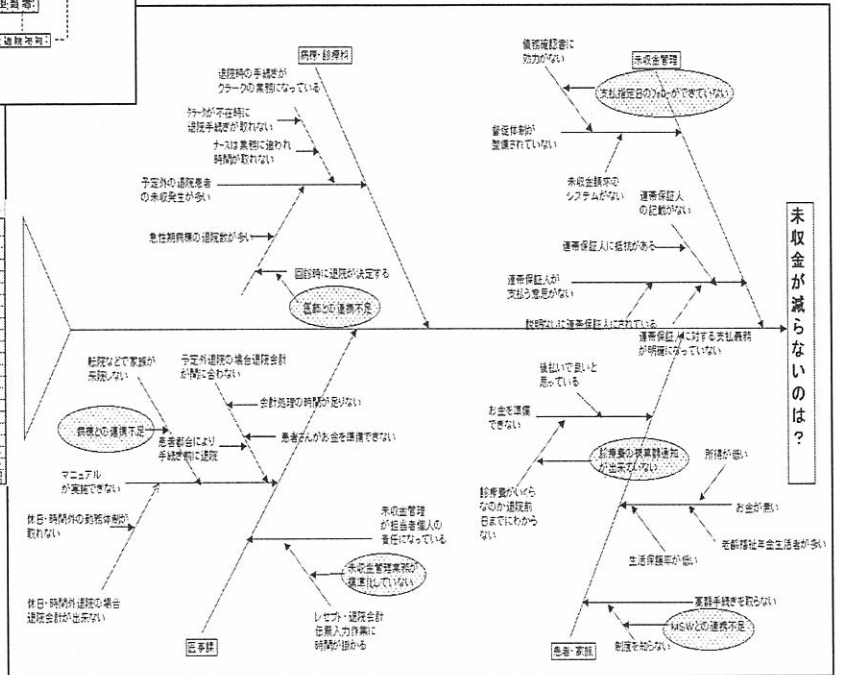 病棟・診療科
退院時の手続きが
クラークの業務になっている
クラークが不在時に
退院手続きが取れない
ナースは業務に追われ
時間が取れない
予定外の退院患者
の未収発生が多い
急性期病棟の退院数が多い
回診時に退院が決定する
医師との連携不足
未収金管理
債務確認書に
効力がない
支払指定日のフォローができていない
督促体制が
整備されていない
未収金請求の
システムがない
連帯保証人
の記載がない
連帯保証人に抵抗がある
連帯保証人が
支払う意思がない
説明なしに連帯保証人にされている
連帯保証人に対する支払義務
が明確になっていない
未収金が減らないのは？
転院などで家族が
来院しない
予定外退院の場合退院会計
が間に合わない
会計処理の時間が足りない
病棟との連携不足
患者都合により
手続き前に退院
患者さんがお金を準備できない
マニュアル
が実施できない
休日・時間外の勤務体制が
取れない
休日・時間外退院の場合
退院会計が出来ない
未収金管理
が担当者個人の
責任になっている
未収金管理業務が
標準化していない
レセプト・退院会計
伝票入力作業に
時間が掛かる
医事課
後払いで良いと
思っている
お金を準備
できない
診療費の概算額通知
が出来ていない
診療費がいくら
なのか退院前
日までにわから
ない
所得が低い
お金が無い
老齢福祉年金生活者が多い
生活保護率が低い
高額手続きを取らない
MSWとの連携不足
制度を知らない
患者・家族